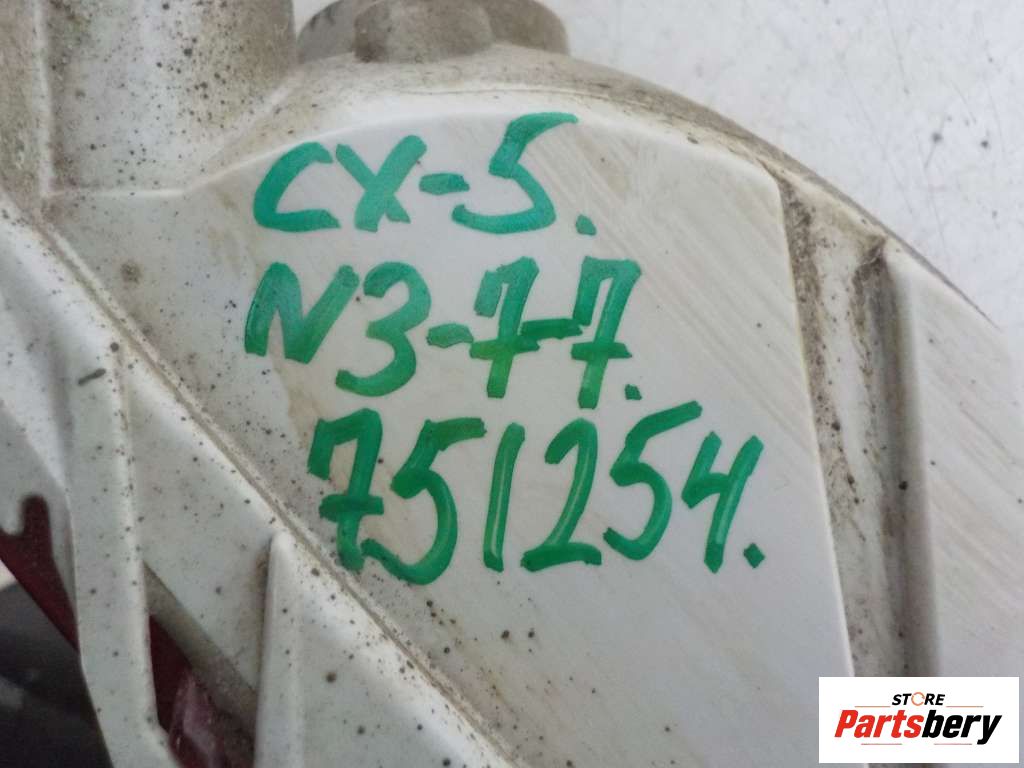 CX-5.
N3-77.
751254.
STORE
Partsbery